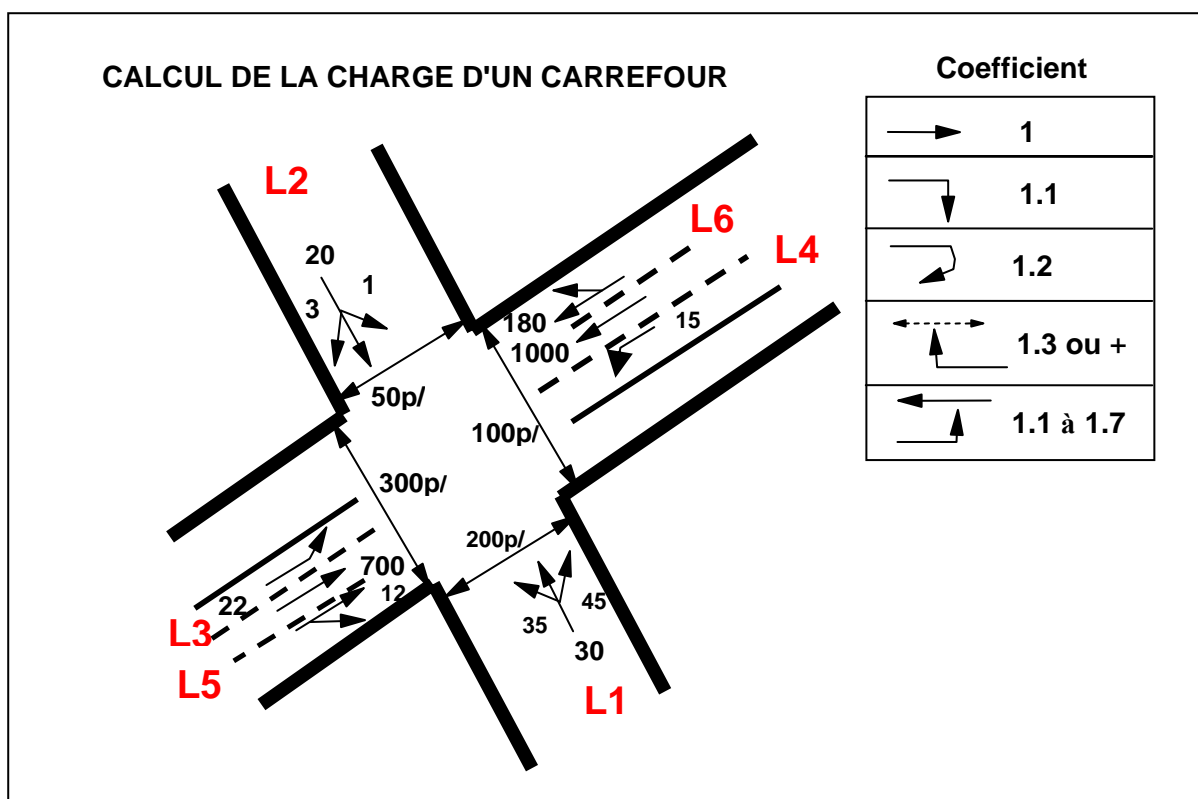 CALCUL DE LA CHARGE D'UN CARREFOUR
Coefficient
1
1.1
1.2
1.3 ou +
1.1 à 1.7
L2
20
1
3
L6
L4
180
1000
15
50p/
100p/
300p/
200p/
700
12
22
L3
L5
45
35
30
L1